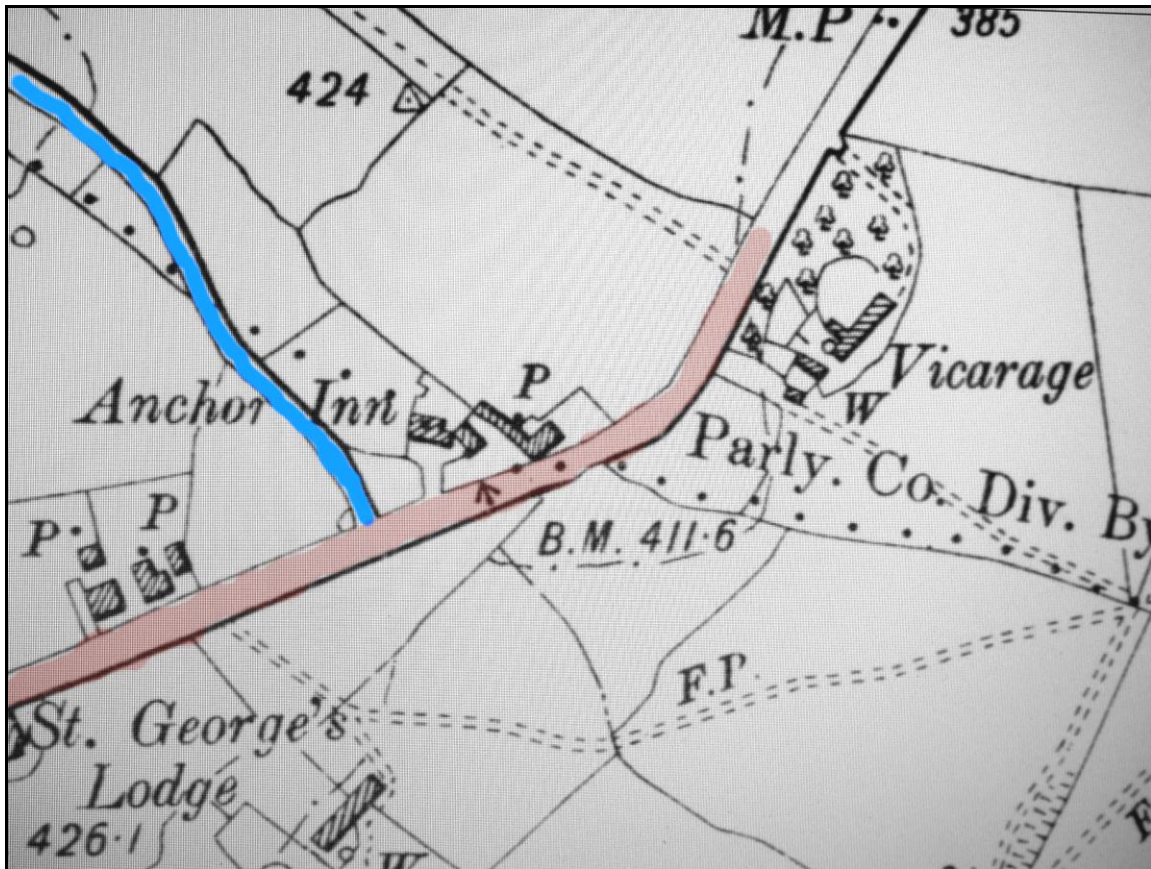 M.P
385
424
Anchor Inn
P
Vicarage
W
Parly. Co. Div. By
P
P
B.M. 411·6
F.P.
St. George's
Lodge
426·1
W
F